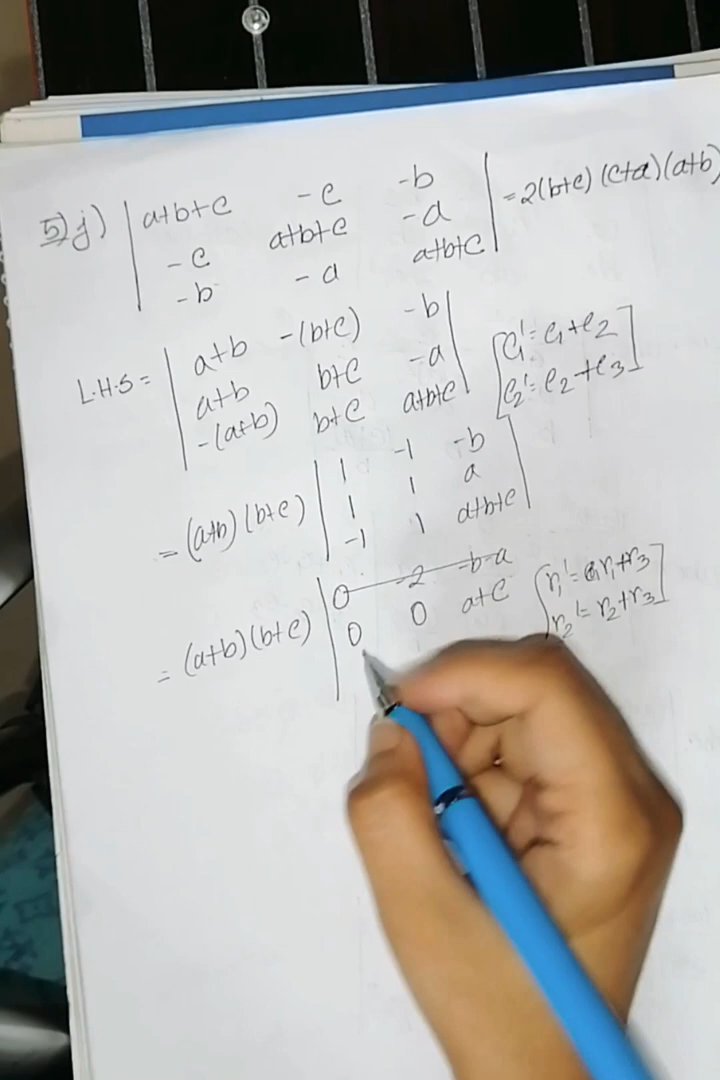 5) j) | a+b+c -c -b | = 2(b+c)(c+a)(a+b)
-c a+b+c -a
-b -a a+b+c
L.H.S = | a+b -(b+c) -b | [c₁' = c₁+c₂
a+b b+c -a c₂' = c₂+c₃]
-(a+b) b+c a+b+c
= (a+b)(b+c) | 1 -1 -b |
1 1 a
-1 1 a+b+c
= (a+b)(b+c) | 0 2 -b-a [r₁' = r₁+r₃
0 0 a+c r₂' = r₂+r₃]
0